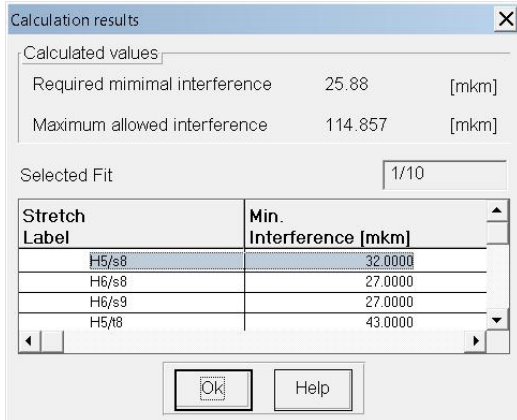 Calculation results
Calculated values
Required mimimal interference 25.88 [mkm]
Maximum allowed interference 114.857 [mkm]
Selected Fit 1/10
Stretch Label Min. Interference [mkm]
H5/s8 32.0000
H6/s8 27.0000
H6/s9 27.0000
H5/t8 43.0000
Ok Help